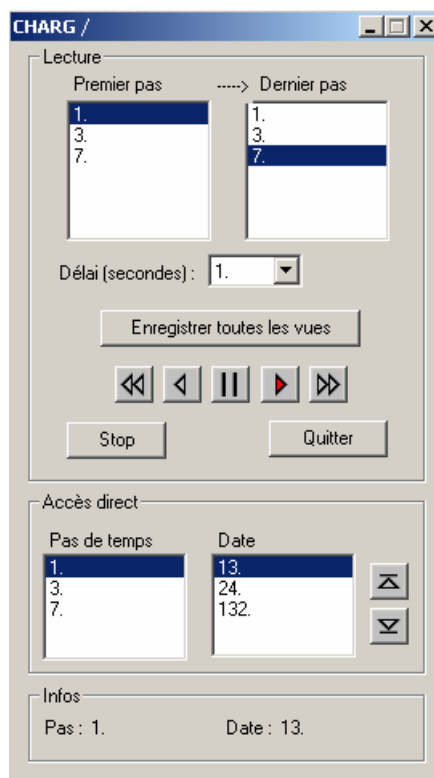 CHARG /
Lecture
Premier pas -----> Dernier pas
1. 1.
3. 3.
7. 7.
Délai (secondes) : 1.
Enregistrer toutes les vues
Stop Quitter
Accès direct
Pas de temps Date
1. 13.
3. 24.
7. 132.
Infos
Pas : 1. Date : 13.